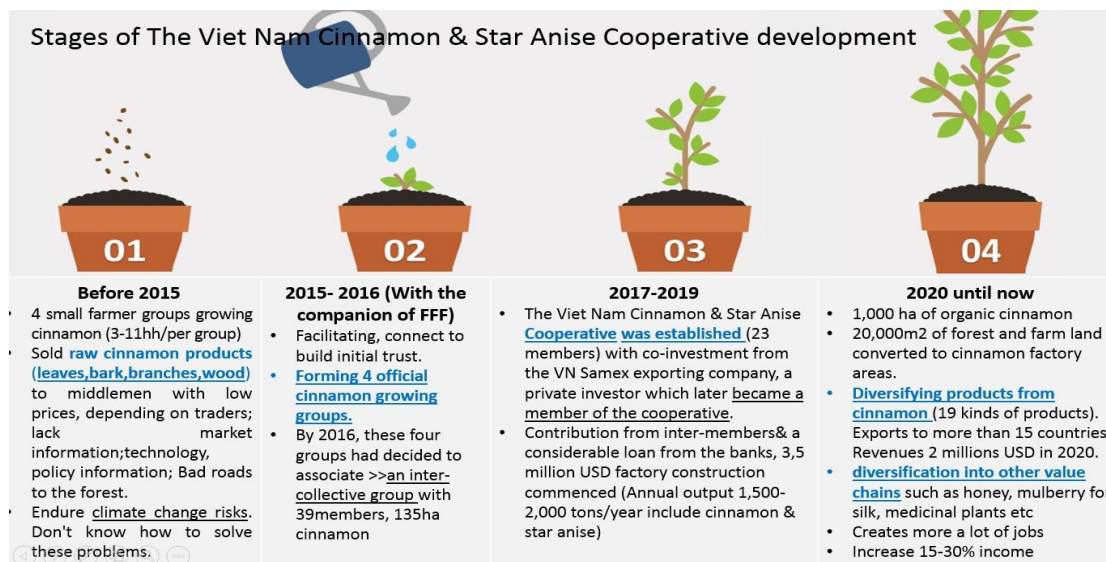 Stages of The Viet Nam Cinnamon & Star Anise Cooperative development
01
02
03
04
Before 2015
• 4 small farmer groups growing
cinnamon (3-11hh/per group)
• Sold raw cinnamon products
(leaves,bark,branches,wood)
to middlemen with low
prices, depending on traders;
lack market
information;technology,
policy information; Bad roads
to the forest.
• Endure climate change risks.
Don't know how to solve
these problems.
2015- 2016 (With the
companion of FFF)
• Facilitating, connect to
build initial trust.
• Forming 4 official
cinnamon growing
groups.
• By 2016, these four
groups had decided to
associate >>an inter-
collective group with
39members, 135ha
cinnamon
2017-2019
• The Viet Nam Cinnamon & Star Anise
Cooperative was established (23
members) with co-investment from
the VN Samex exporting company, a
private investor which later became a
member of the cooperative.
• Contribution from inter-members& a
considerable loan from the banks, 3,5
million USD factory construction
commenced (Annual output 1,500-
2,000 tons/year include cinnamon &
star anise)
2020 until now
• 1,000 ha of organic cinnamon
• 20,000m2 of forest and farm land
converted to cinnamon factory
areas.
• Diversifying products from
cinnamon (19 kinds of products).
Exports to more than 15 countries
Revenues 2 millions USD in 2020.
• diversification into other value
chains such as honey, mulberry fo
silk, medicinal plants etc
• Creates more a lot of jobs
• Increase 15-30% income